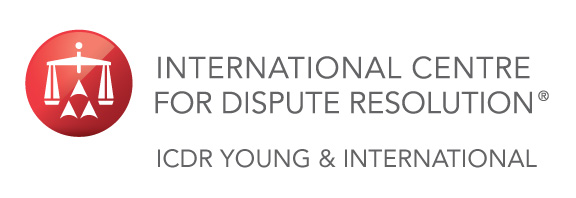 INTERNATIONAL CENTRE
FOR DISPUTE RESOLUTION®
ICDR YOUNG & INTERNATIONAL